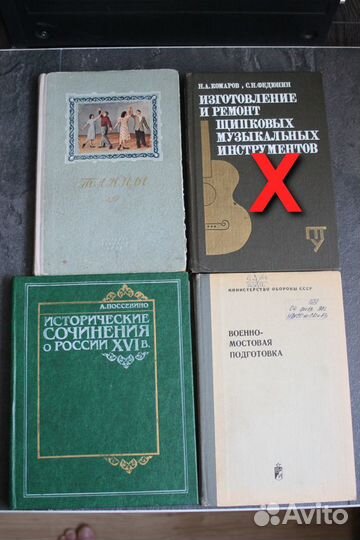 ТАНЦЫ
Н.А.КОМАРОВ, С.Н.ФЕДЮНИН
ИЗГОТОВЛЕНИЕ
И РЕМОНТ
ЩИПКОВЫХ
МУЗЫКАЛЬНЫХ
ИНСТРУМЕНТОВ
X
А.ПОССЕВИНО
ИСТОРИЧЕСКИЕ
СОЧИНЕНИЯ
О РОССИИ XVI В.
МИНИСТЕРСТВО ОБОРОНЫ СССР
ВОЕННО-
МОСТОВАЯ
ПОДГОТОВКА
Avito